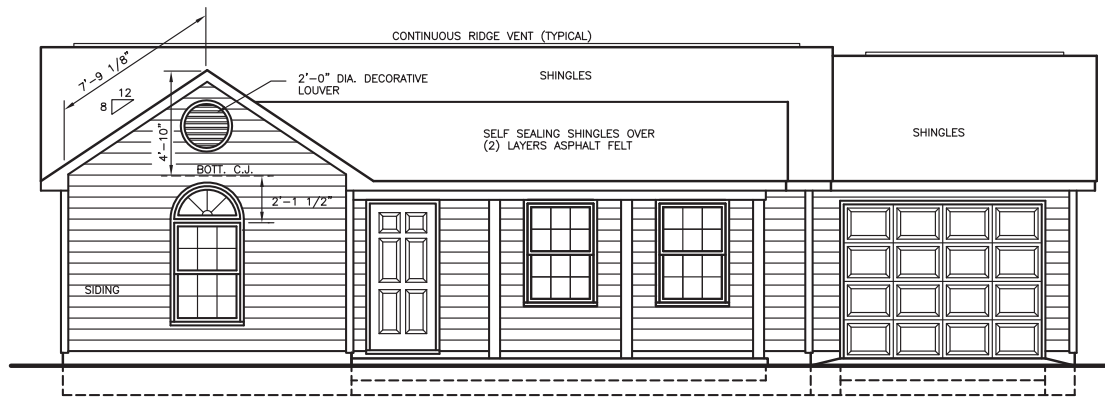 CONTINUOUS RIDGE VENT (TYPICAL)
7'-9 1/8"
SHINGLES
2'-0" DIA. DECORATIVE
LOUVER
12
8
4'-10"
SELF SEALING SHINGLES OVER
(2) LAYERS ASPHALT FELT
SHINGLES
BOTT. C.J.
2'-1 1/2"
SIDING